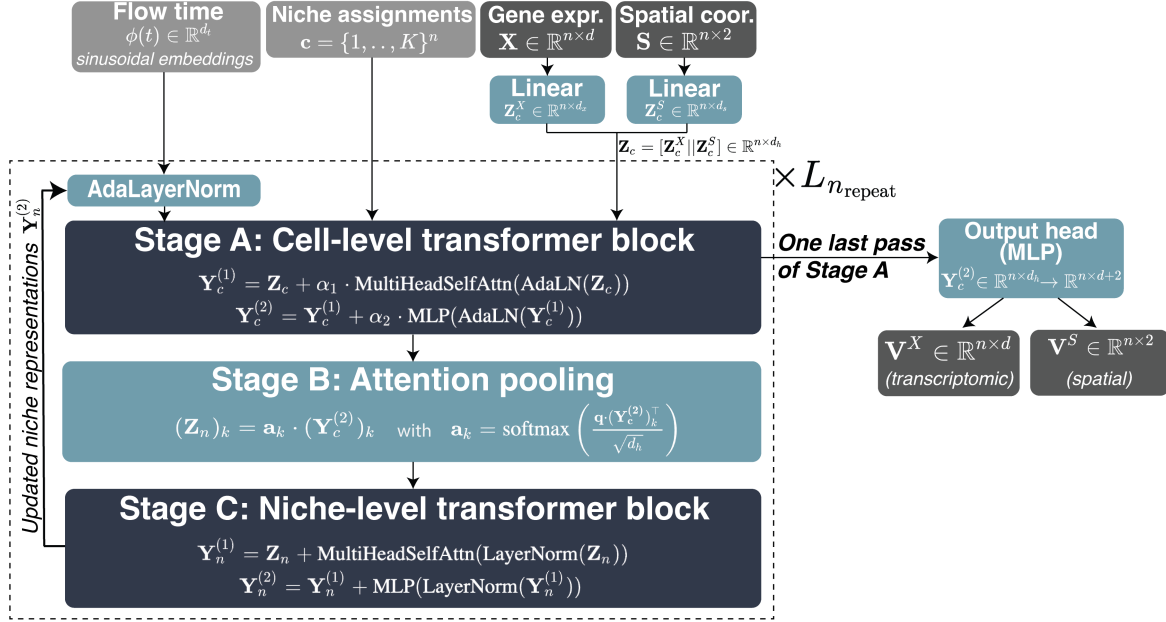 Flow time
ϕ(t) ∈ ℝ^{d_t}
sinusoidal embeddings
Niche assignments
c = {1, .., K}^n
Gene expr.
X ∈ ℝ^{n×d}
Spatial coor.
S ∈ ℝ^{n×2}
Linear
Z_c^X ∈ ℝ^{n×d_x}
Linear
Z_c^S ∈ ℝ^{n×d_s}
Z_c = [Z_c^X||Z_c^S] ∈ ℝ^{n×d_h}
× L_{n_repeat}
AdaLayerNorm
Updated niche representations Y_n^{(2)}
Stage A: Cell-level transformer block
Y_c^{(1)} = Z_c + α_1 · MultiHeadSelfAttn(AdaLN(Z_c))
Y_c^{(2)} = Y_c^{(1)} + α_2 · MLP(AdaLN(Y_c^{(1)}))
One last pass
of Stage A
Output head
(MLP)
Y_c^{(2)} ∈ ℝ^{n×d_h} → ℝ^{n×d+2}
V^X ∈ ℝ^{n×d}
(transcriptomic)
V^S ∈ ℝ^{n×2}
(spatial)
Stage B: Attention pooling
(Z_n)_k = a_k · (Y_c^{(2)})_k with a_k = softmax(q·(Y_c^{(2)})_k^⊤ / √d_h)
Stage C: Niche-level transformer block
Y_n^{(1)} = Z_n + MultiHeadSelfAttn(LayerNorm(Z_n))
Y_n^{(2)} = Y_n^{(1)} + MLP(LayerNorm(Y_n^{(1)}))